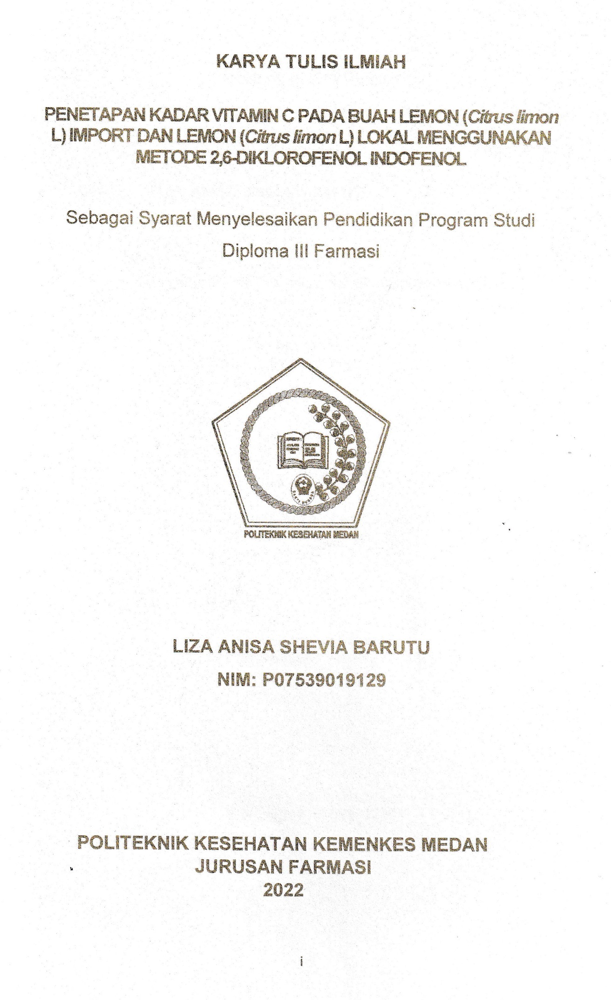 KARYA TULIS ILMIAH
PENETAPAN KADAR VITAMIN C PADA BUAH LEMON (Citrus limon
L) IMPORT DAN LEMON (Citrus limon L) LOKAL MENGGUNAKAN
METODE 2,6-DIKLOROFENOL INDOFENOL
Sebagai Syarat Menyelesaikan Pendidikan Program Studi
Diploma III Farmasi
BAKTI HUSADA
POLITEKNIK KESEHATAN MEDAN
LIZA ANISA SHEVIA BARUTU
NIM: P07539019129
POLITEKNIK KESEHATAN KEMENKES MEDAN
JURUSAN FARMASI
2022
i